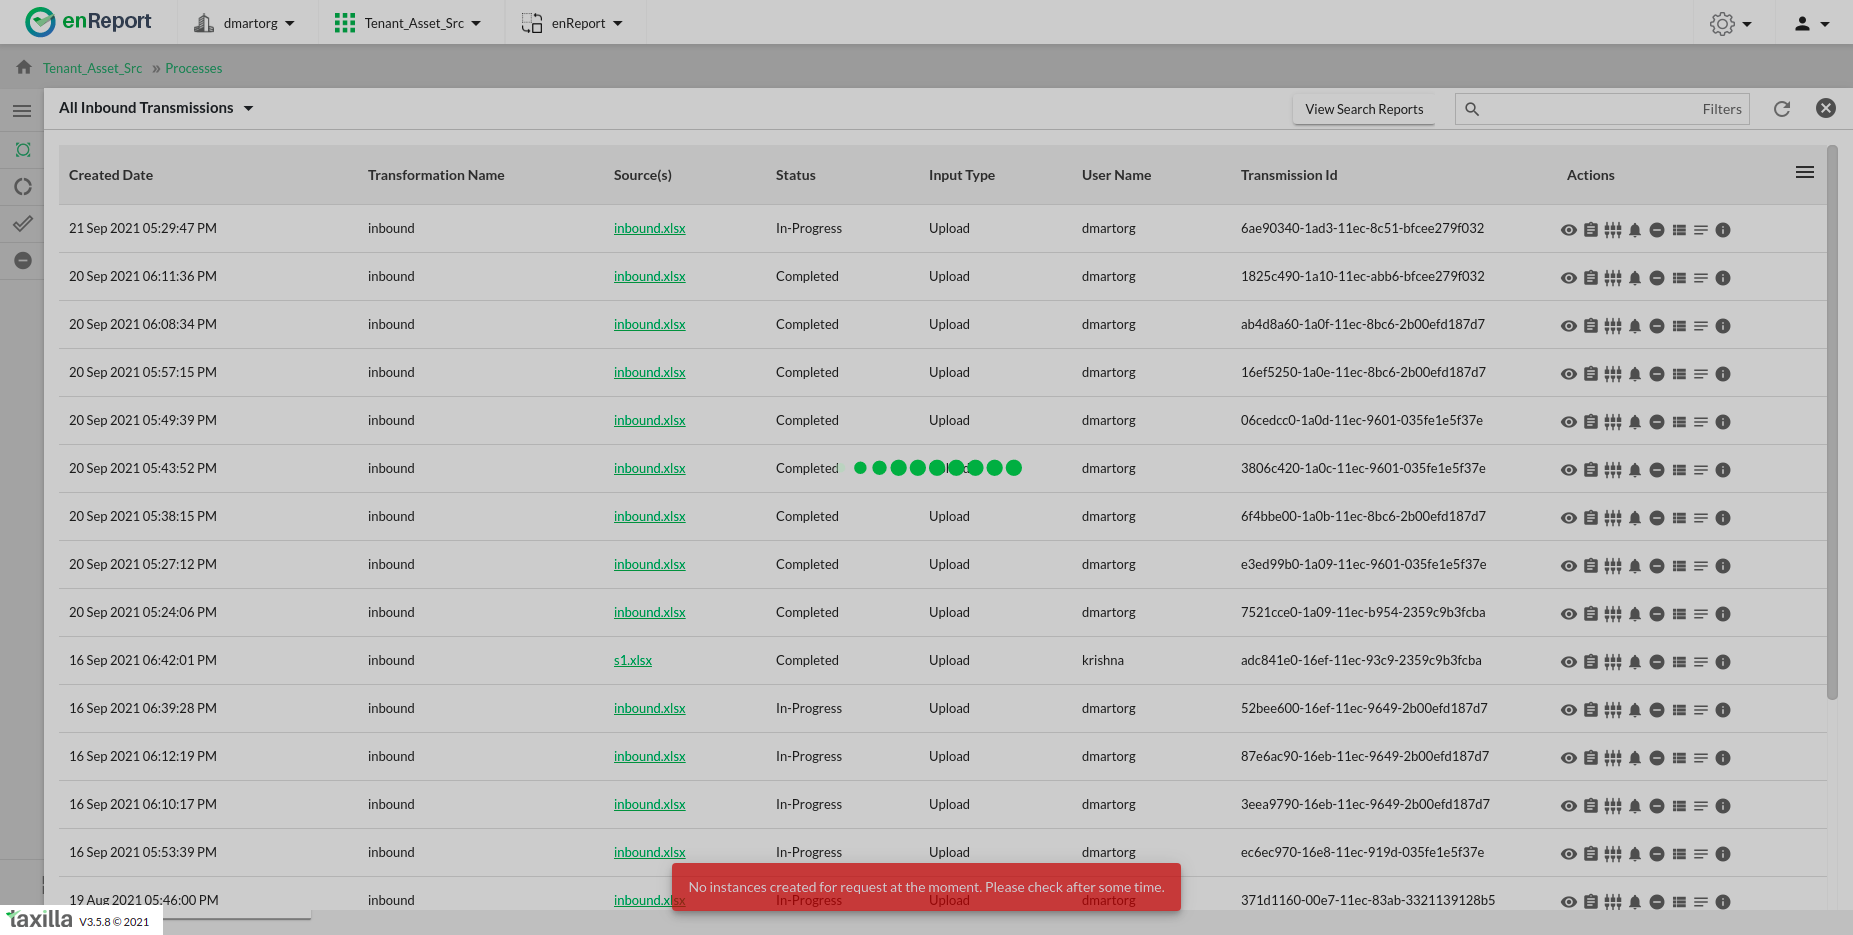 enReport dmartorg Tenant_Asset_Src enReport
Tenant_Asset_Src » Processes
All Inbound Transmissions View Search Reports Filters
Created Date Transformation Name Source(s) Status Input Type User Name Transmission Id Actions
21 Sep 2021 05:29:47 PM inbound inbound.xlsx In-Progress Upload dmartorg 6ae90340-1ad3-11ec-8c51-bfcee279f032
20 Sep 2021 06:11:36 PM inbound inbound.xlsx Completed Upload dmartorg 1825c490-1a10-11ec-abb6-bfcee279f032
20 Sep 2021 06:08:34 PM inbound inbound.xlsx Completed Upload dmartorg ab4d8a60-1a0f-11ec-8bc6-2b00efd187d7
20 Sep 2021 05:57:15 PM inbound inbound.xlsx Completed Upload dmartorg 16ef5250-1a0e-11ec-8bc6-2b00efd187d7
20 Sep 2021 05:49:39 PM inbound inbound.xlsx Completed Upload dmartorg 06cedcc0-1a0d-11ec-9601-035fe1e5f37e
20 Sep 2021 05:43:52 PM inbound inbound.xlsx Completed dmartorg 3806c420-1a0c-11ec-9601-035fe1e5f37e
20 Sep 2021 05:38:15 PM inbound inbound.xlsx Completed Upload dmartorg 6f4bbe00-1a0b-11ec-8bc6-2b00efd187d7
20 Sep 2021 05:27:12 PM inbound inbound.xlsx Completed Upload dmartorg e3ed99b0-1a09-11ec-9601-035fe1e5f37e
20 Sep 2021 05:24:06 PM inbound inbound.xlsx Completed Upload dmartorg 7521cce0-1a09-11ec-b954-2359c9b3fcba
16 Sep 2021 06:42:01 PM inbound s1.xlsx Completed Upload krishna adc841e0-16ef-11ec-93c9-2359c9b3fcba
16 Sep 2021 06:39:28 PM inbound inbound.xlsx In-Progress Upload dmartorg 52bee600-16ef-11ec-9649-2b00efd187d7
16 Sep 2021 06:12:19 PM inbound inbound.xlsx In-Progress Upload dmartorg 87e6ac90-16eb-11ec-9649-2b00efd187d7
16 Sep 2021 06:10:17 PM inbound inbound.xlsx In-Progress Upload dmartorg 3eea9790-16eb-11ec-9649-2b00efd187d7
16 Sep 2021 05:53:39 PM inbound inbound.xlsx In-Progress Upload dmartorg ec6ec970-16e8-11ec-919d-035fe1e5f37e
No instances created for request at the moment. Please check after some time.
19 Aug 2021 05:46:00 PM inbound inbound.xlsx In-Progress Upload dmartorg 371d1160-00e7-11ec-83ab-3321139128b5
taxilla V3.5.8 © 2021